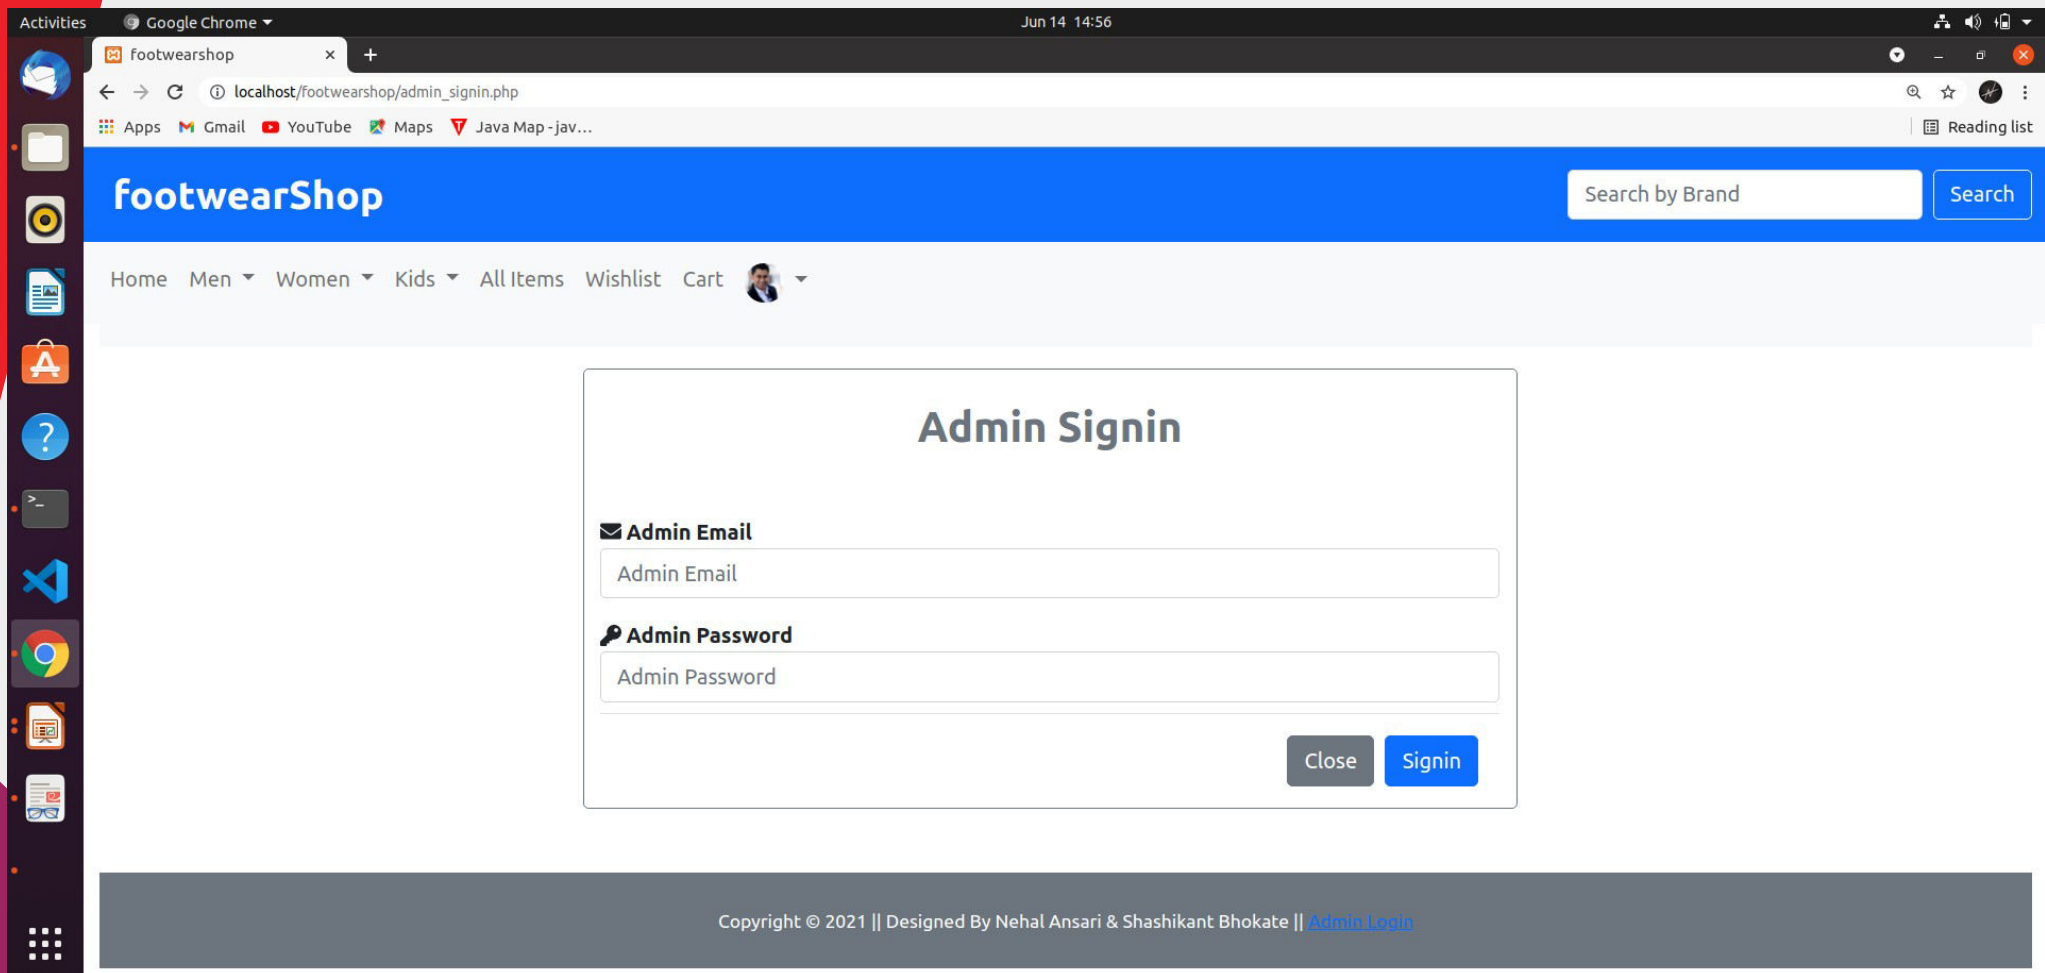 Activities Google Chrome Jun 14 14:56
footwearshop
localhost/footwearshop/admin_signin.php
Apps Gmail YouTube Maps Java Map - jav... Reading list
footwearShop Search by Brand Search
Home Men Women Kids All Items Wishlist Cart
Admin Signin
Admin Email
Admin Email
Admin Password
Admin Password
Close Signin
Copyright © 2021 || Designed By Nehal Ansari & Shashikant Bhokate || Admin Login